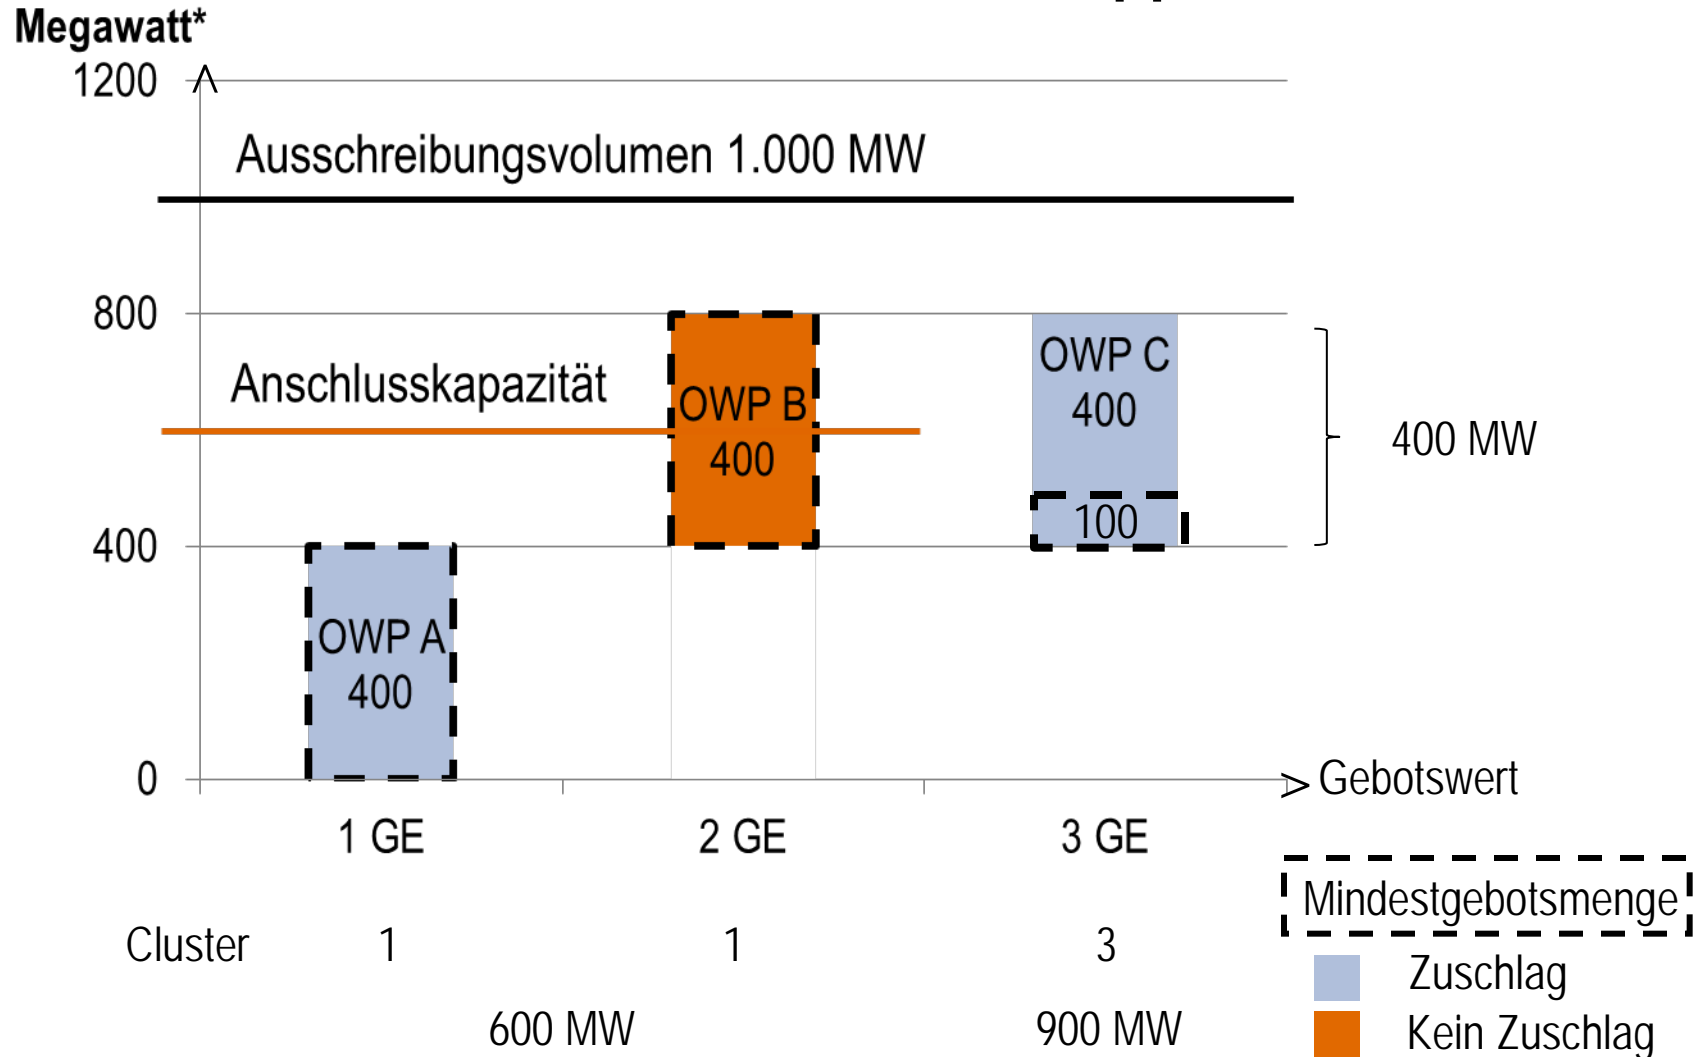 Megawatt*
1200
Ausschreibungsvolumen 1.000 MW
800
OWP C
400
Anschlusskapazität
OWP B
400
400 MW
100
400
OWP A
400
0
Gebotswert
1 GE 2 GE 3 GE
Mindestgebotsmenge
Cluster 1 1 3
Zuschlag
600 MW 900 MW
Kein Zuschlag